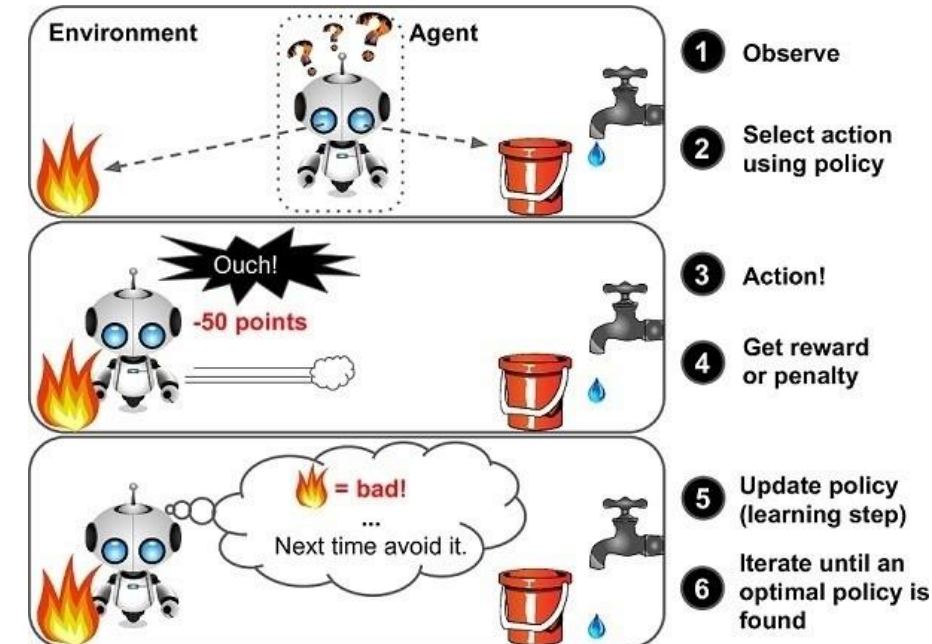 Environment
Agent
? ? ?
1 Observe
2 Select action
using policy
Ouch!
-50 points
3 Action!
4 Get reward
or penalty
= bad!
...
Next time avoid it.
5 Update policy
(learning step)
6 Iterate until an
optimal policy is
found